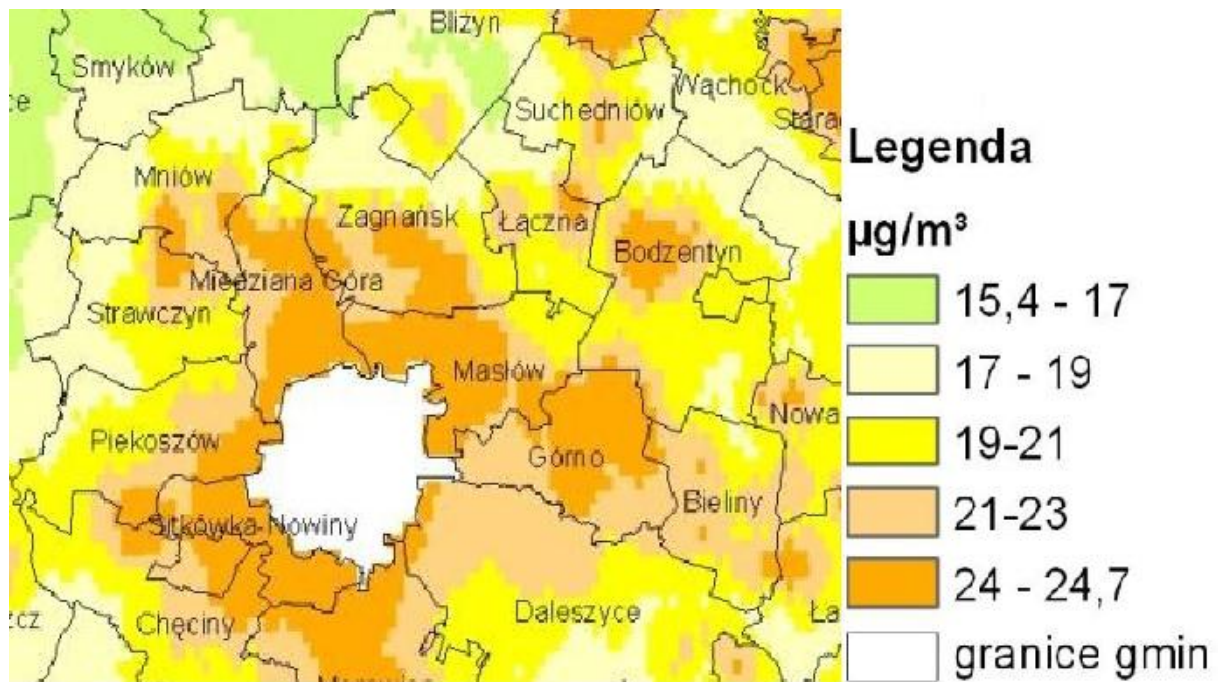 Bliżyn
Smyków
Wąchock
Suchedniów
Mniów
Zagnańsk
Łączna
Bodzentyn
Miedziana Góra
Strawczyn
Masłów
Nowa
Piekoszów
Górno
Bieliny
Sitkówka-Nowiny
Daleszyce
Ła
Chęciny
Legenda
µg/m³
15,4 - 17
17 - 19
19-21
21-23
24 - 24,7
granice gmin